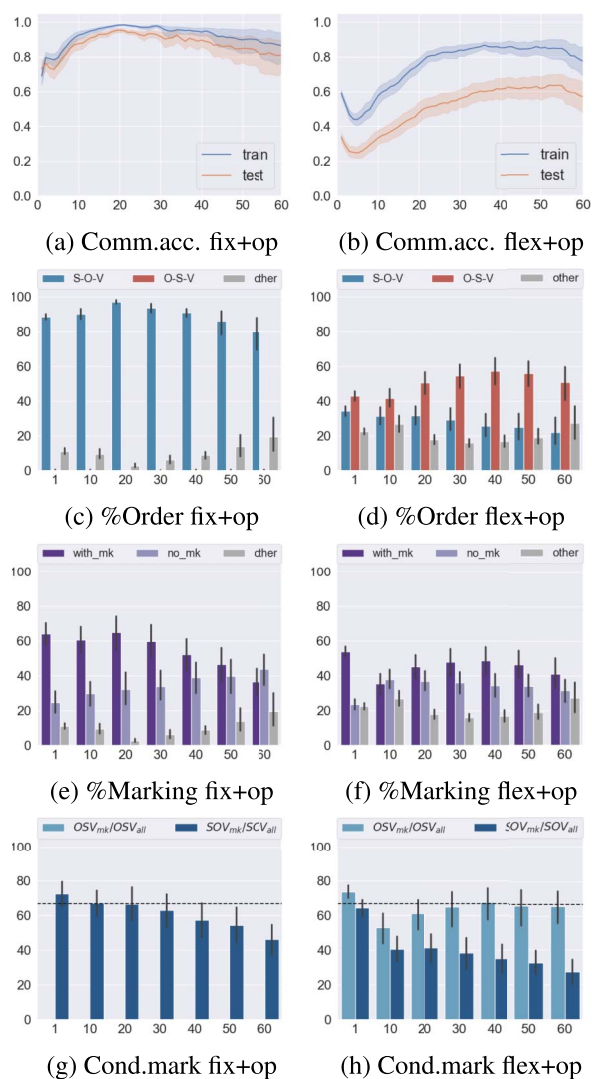 1.0 1.0
0.8 0.8
0.6 0.6
0.4 0.4
0.2 tran 0.2 train
test test
0.0 0.0
0 10 20 30 40 50 60 0 10 20 30 40 50 60
(a) Comm.acc. fix+op (b) Comm.acc. flex+op
S-O-V O-S-V dher S-O-V O-S-V other
100 100
80 80
60 60
40 40
20 20
0 0
1 10 20 30 40 50 60 1 10 20 30 40 50 60
(c) %Order fix+op (d) %Order flex+op
with_mk no_mk dher with_mk no_mk other
100 100
80 80
60 60
40 40
20 20
0 0
1 10 20 30 40 50 60 1 10 20 30 40 50 60
(e) %Marking fix+op (f) %Marking flex+op
OSVmk/OSVall SOVmk/SCVall OSVmk/OSVall SOVmk/SOVall
100 100
80 80
60 60
40 40
20 20
0 0
1 10 20 30 40 50 60 1 10 20 30 40 50 60
(g) Cond.mark fix+op (h) Cond.mark flex+op